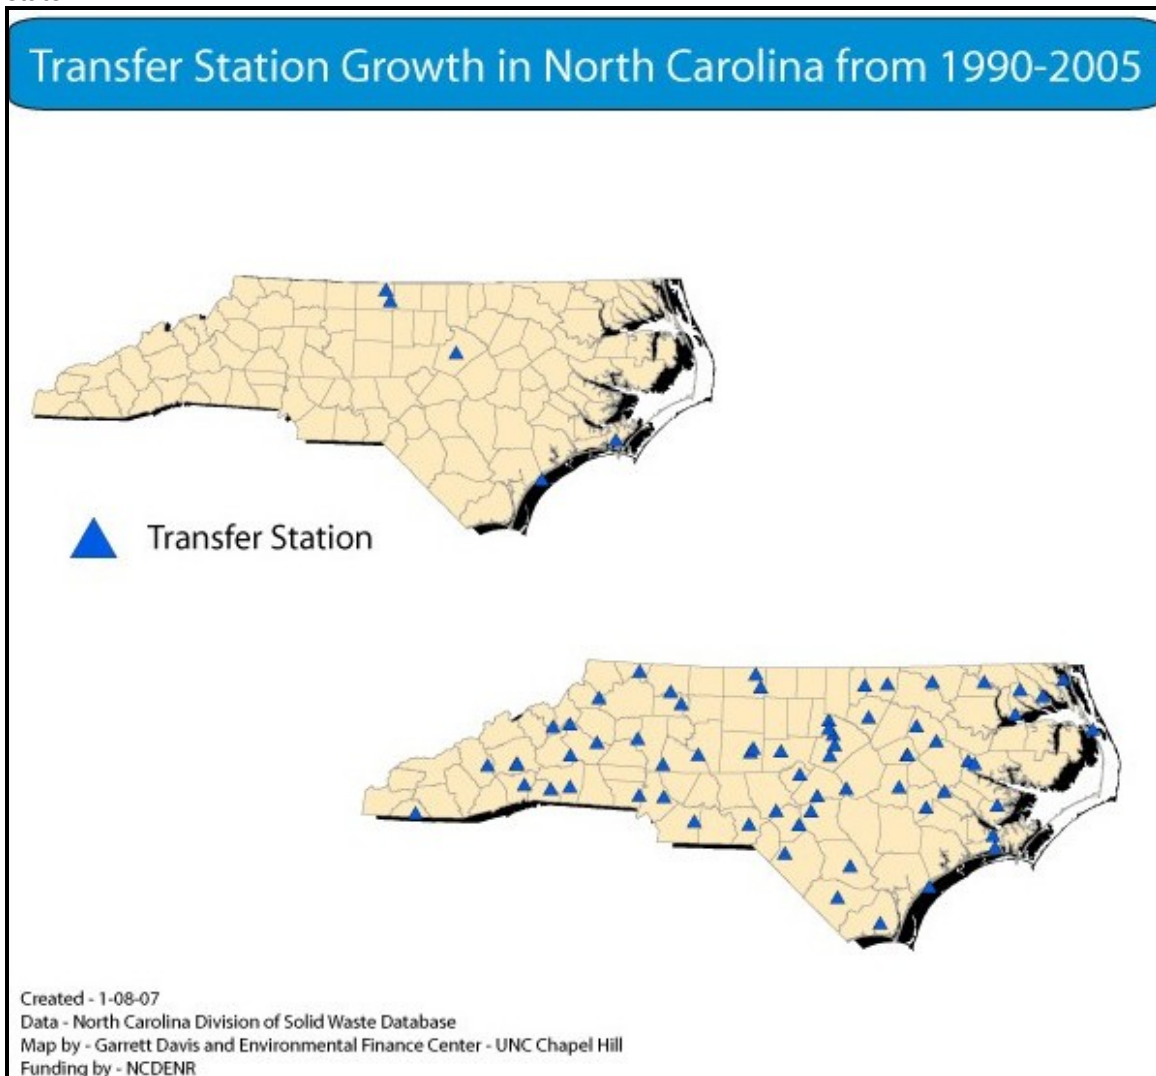 Transfer Station Growth in North Carolina from 1990-2005
Transfer Station
Created - 1-08-07
Data - North Carolina Division of Solid Waste Database
Map by - Garrett Davis and Environmental Finance Center - UNC Chapel Hill
Funding by - NCDENR